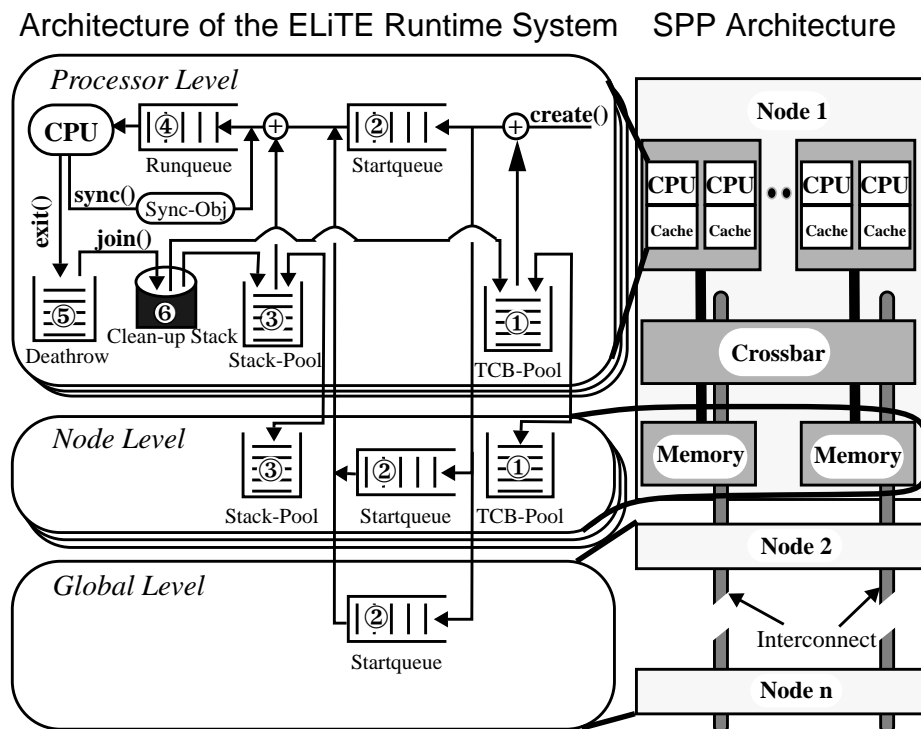 Architecture of the ELiTE Runtime System
SPP Architecture
Processor Level
CPU
④
Runqueue
②
Startqueue
create()
sync()
Sync-Obj
exit()
join()
⑤
Deathrow
⑥
Clean-up Stack
③
Stack-Pool
①
TCB-Pool
Node Level
③
Stack-Pool
②
Startqueue
①
TCB-Pool
Global Level
②
Startqueue
Node 1
CPU
CPU
CPU
CPU
Cache
Cache
Cache
Cache
Crossbar
Memory
Memory
Node 2
Interconnect
Node n